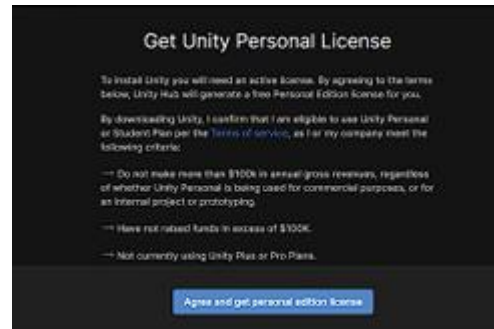 Get Unity Personal License
To install Unity you will need an active license. By agreeing to the terms
below, Unity Hub will generate a free Personal Edition license for you.
By downloading Unity, I confirm that I am eligible to use Unity Personal
or Student Plan per the Terms of service, as I or my company meet the
following criteria:
— Do not make more than $100k in annual gross revenues, regardless
of whether Unity Personal is being used for commercial purposes, or for
an internal project or prototyping.
— Have not raised funds in excess of $100K.
— Not currently using Unity Plus or Pro Plans.
Agree and get personal edition license